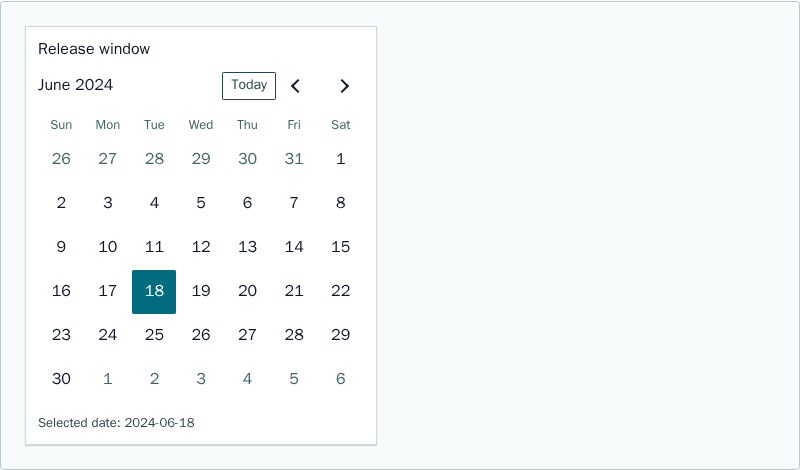 Release window
June 2024 Today
Sun Mon Tue Wed Thu Fri Sat
26 27 28 29 30 31 1
2 3 4 5 6 7 8
9 10 11 12 13 14 15
16 17 18 19 20 21 22
23 24 25 26 27 28 29
30 1 2 3 4 5 6
Selected date: 2024-06-18